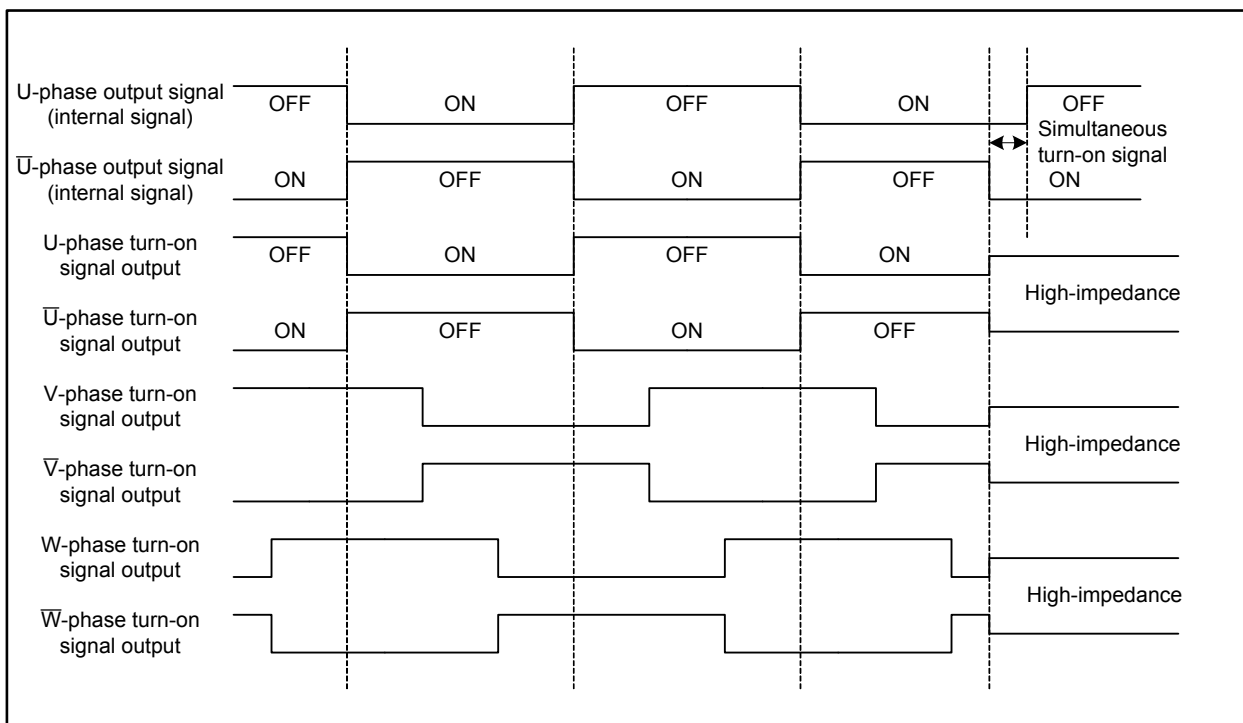 U-phase output signal
(internal signal)
OFF
ON
OFF
ON
OFF
Simultaneous
turn-on signal
U̅-phase output signal
(internal signal)
ON
OFF
ON
OFF
ON
U-phase turn-on
signal output
OFF
ON
OFF
ON
High-impedance
U̅-phase turn-on
signal output
ON
OFF
ON
OFF
V-phase turn-on
signal output
High-impedance
V̅-phase turn-on
signal output
W-phase turn-on
signal output
High-impedance
W̅-phase turn-on
signal output